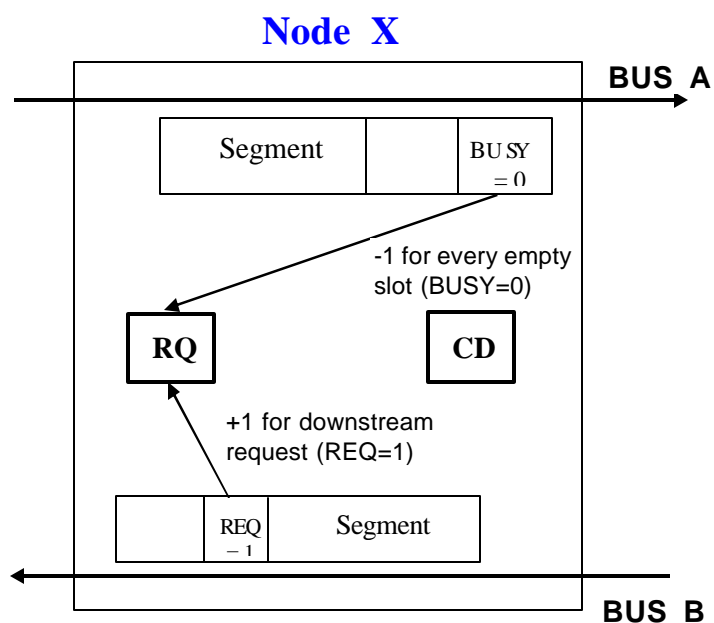 Node X
BUS A
Segment
BUSY
= 0
-1 for every empty
slot (BUSY=0)
RQ
CD
+1 for downstream
request (REQ=1)
REQ
= 1
Segment
BUS B